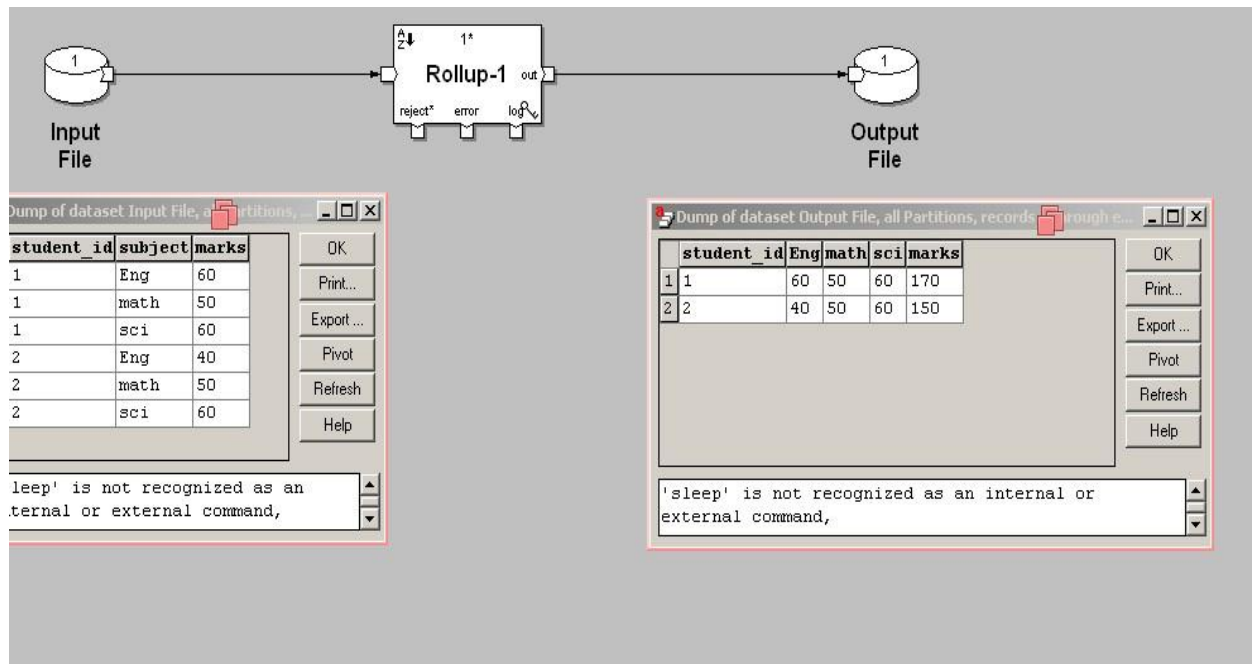 1
A
Z
1*
Rollup-1 out
reject* error log
1
Input
File
Output
File
Dump of dataset Input File, a rtitions, ...
student_id subject marks
1 Eng 60
1 math 50
1 sci 60
2 Eng 40
2 math 50
2 sci 60
OK
Print...
Export ...
Pivot
Refresh
Help
leep' is not recognized as an
ternal or external command,
Dump of dataset Output File, all Partitions, records rough e...
student_id Eng math sci marks
1 1 60 50 60 170
2 2 40 50 60 150
OK
Print...
Export ...
Pivot
Refresh
Help
'sleep' is not recognized as an internal or
external command,